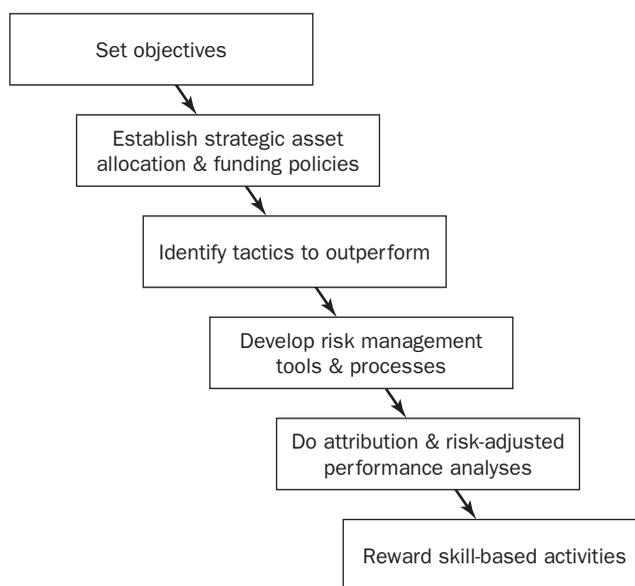 Set objectives
Establish strategic asset
allocation & funding policies
Identify tactics to outperform
Develop risk management
tools & processes
Do attribution & risk-adjusted
performance analyses
Reward skill-based activities